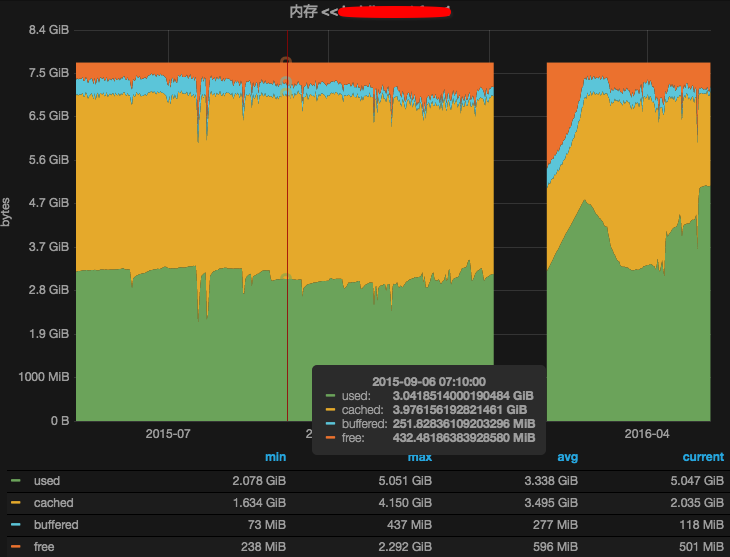 内存 <<
8.4 GiB
7.5 GiB
6.5 GiB
5.6 GiB
4.7 GiB
3.7 GiB
2.8 GiB
1.9 GiB
1000 MiB
0 B
bytes
2015-07
2016-04
2015-09-06 07:10:00
used: 3.0418514000190484 GiB
cached: 3.976156192821461 GiB
buffered: 251.82836109203296 MiB
free: 432.48186383928580 MiB
min max avg current
used 2.078 GiB 5.051 GiB 3.338 GiB 5.047 GiB
cached 1.634 GiB 4.150 GiB 3.495 GiB 2.035 GiB
buffered 73 MiB 437 MiB 277 MiB 118 MiB
free 238 MiB 2.292 GiB 596 MiB 501 MiB